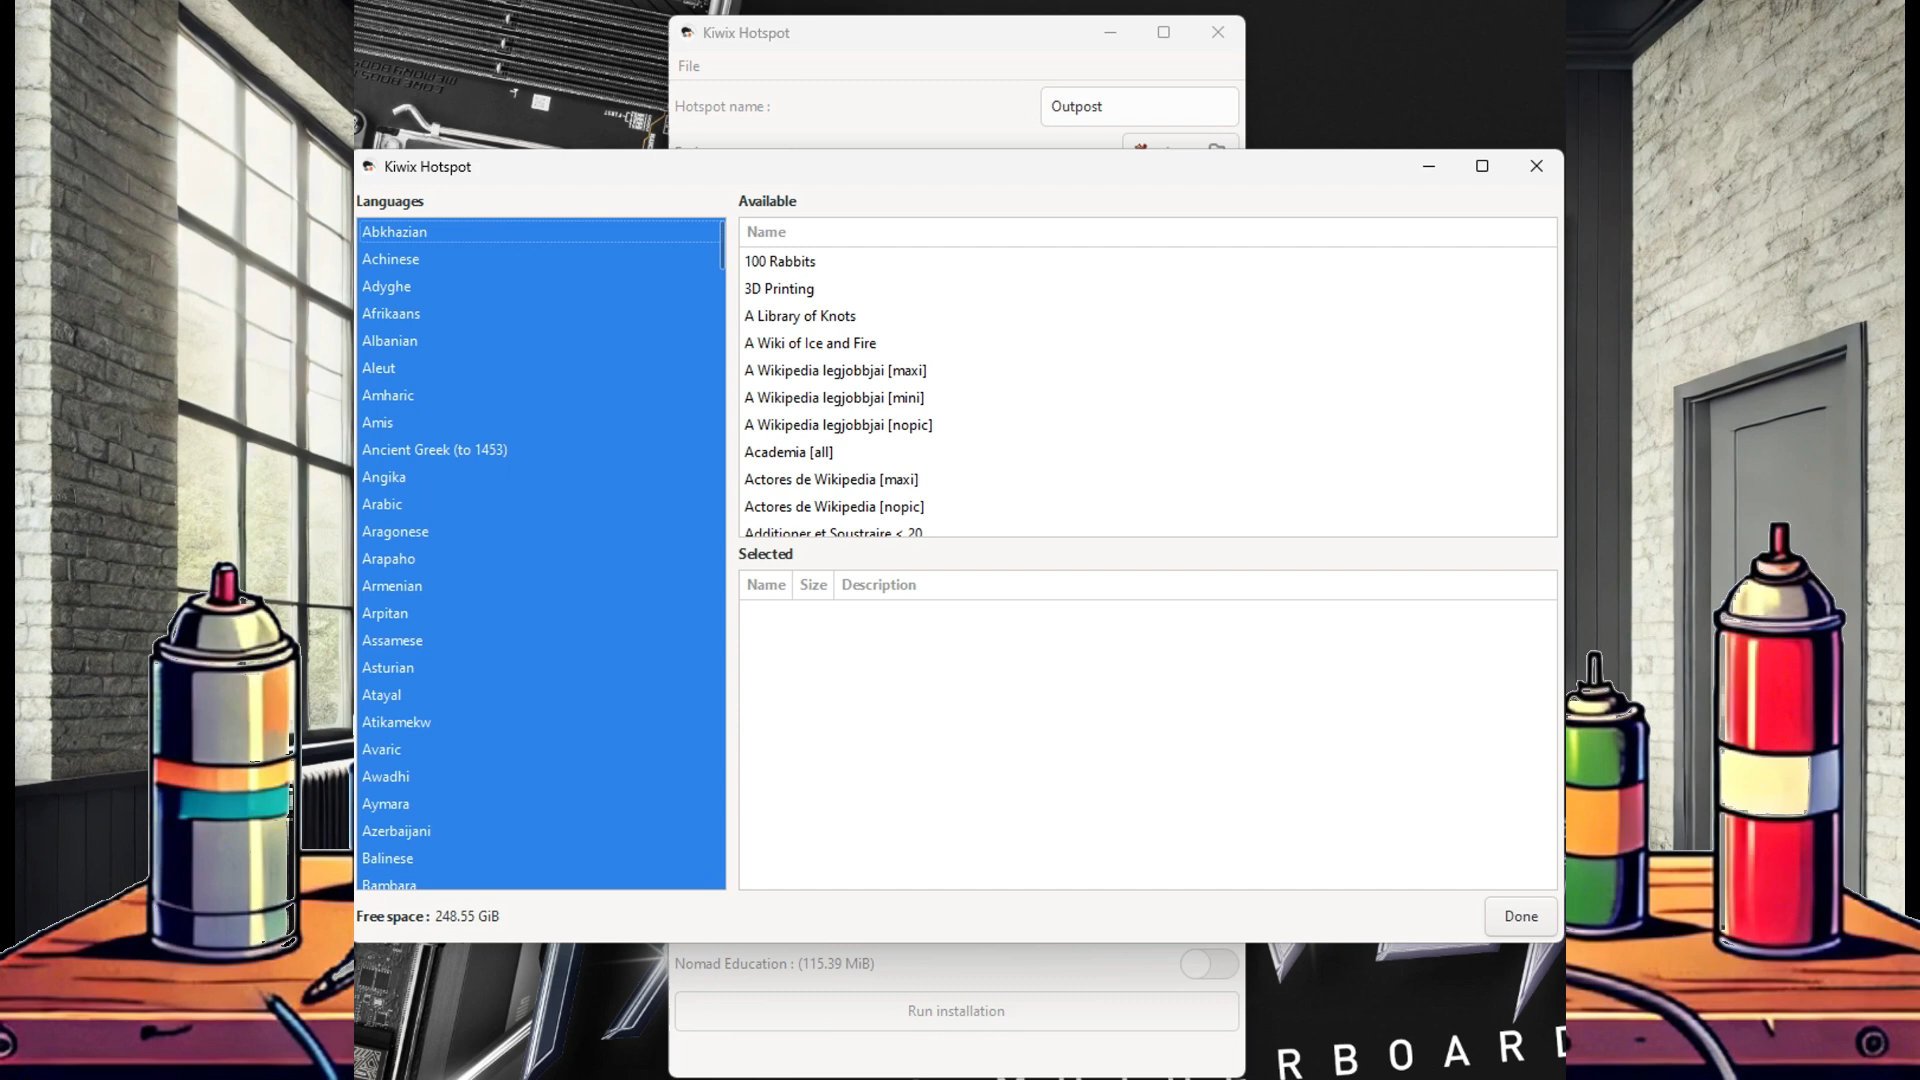 Kiwix Hotspot
File
Hotspot name :
Outpost
Kiwix Hotspot
Languages
Abkhazian
Achinese
Adyghe
Afrikaans
Albanian
Aleut
Amharic
Amis
Ancient Greek (to 1453)
Angika
Arabic
Aragonese
Arapaho
Armenian
Arpitan
Assamese
Asturian
Atayal
Atikamekw
Avaric
Awadhi
Aymara
Azerbaijani
Balinese
Bambara
Available
Name
100 Rabbits
3D Printing
A Library of Knots
A Wiki of Ice and Fire
A Wikipedia legjobbjai [maxi]
A Wikipedia legjobbjai [mini]
A Wikipedia legjobbjai [nopic]
Academia [all]
Actores de Wikipedia [maxi]
Actores de Wikipedia [nopic]
Additioner et Soustraire < 20
Selected
Name Size Description
Free space : 248.55 GiB
Done
Nomad Education : (115.39 MiB)
Run installation